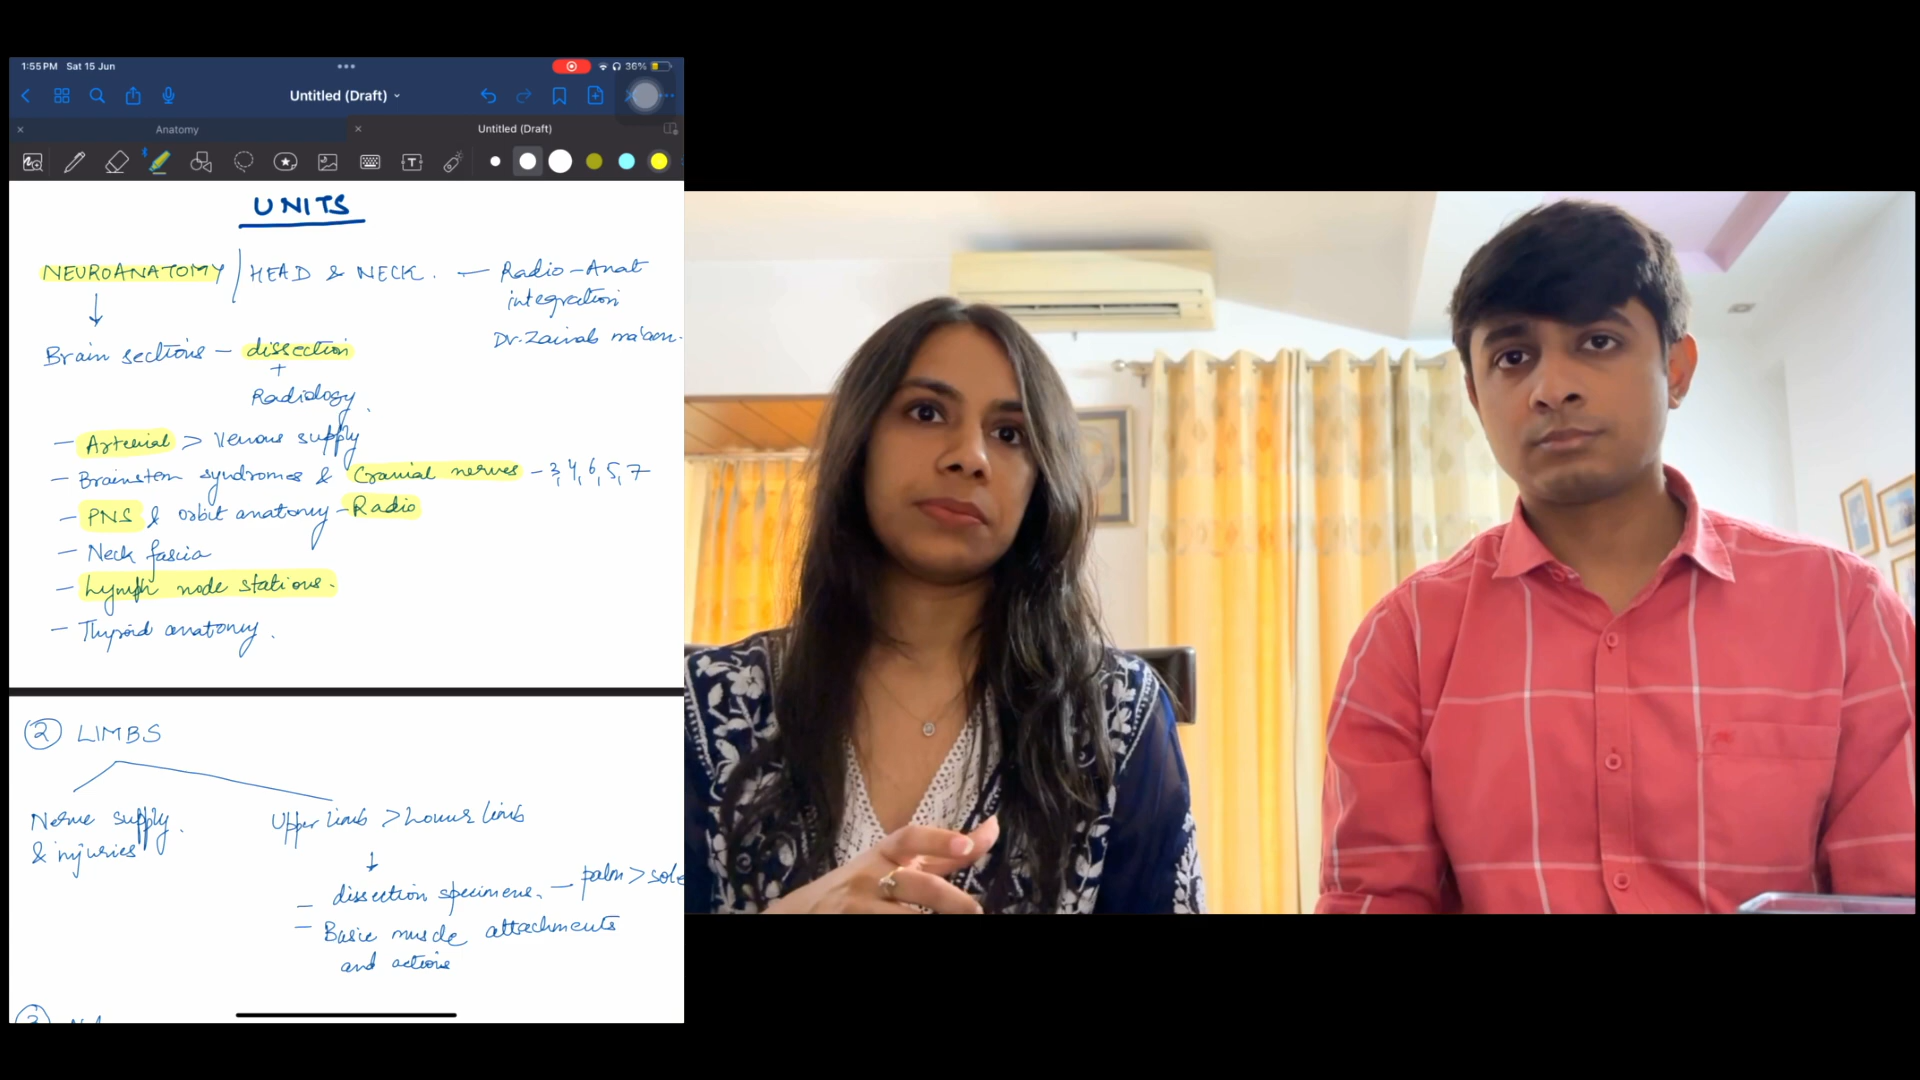 1:55 PM Sat 15 Jun
36%
Untitled (Draft)
Anatomy
Untitled (Draft)
UNITS
NEUROANATOMY / HEAD & NECK. — Radio-Anat
integration
Dr. Zainab ma'am.
Brain sections - dissection
+
Radiology.
- Arterial > Venous supply
- Brainstem syndromes & Cranial nerves - 3, 4, 6, 5, 7
- PNS & orbit anatomy - Radio
- Neck fascia
- Lymph node stations.
- Thyroid anatomy.
② LIMBS
Nerve supply.
& injuries
Upper limb > Lower limb
- dissection specimens. - palm > sole
- Basic muscle attachments
and actions